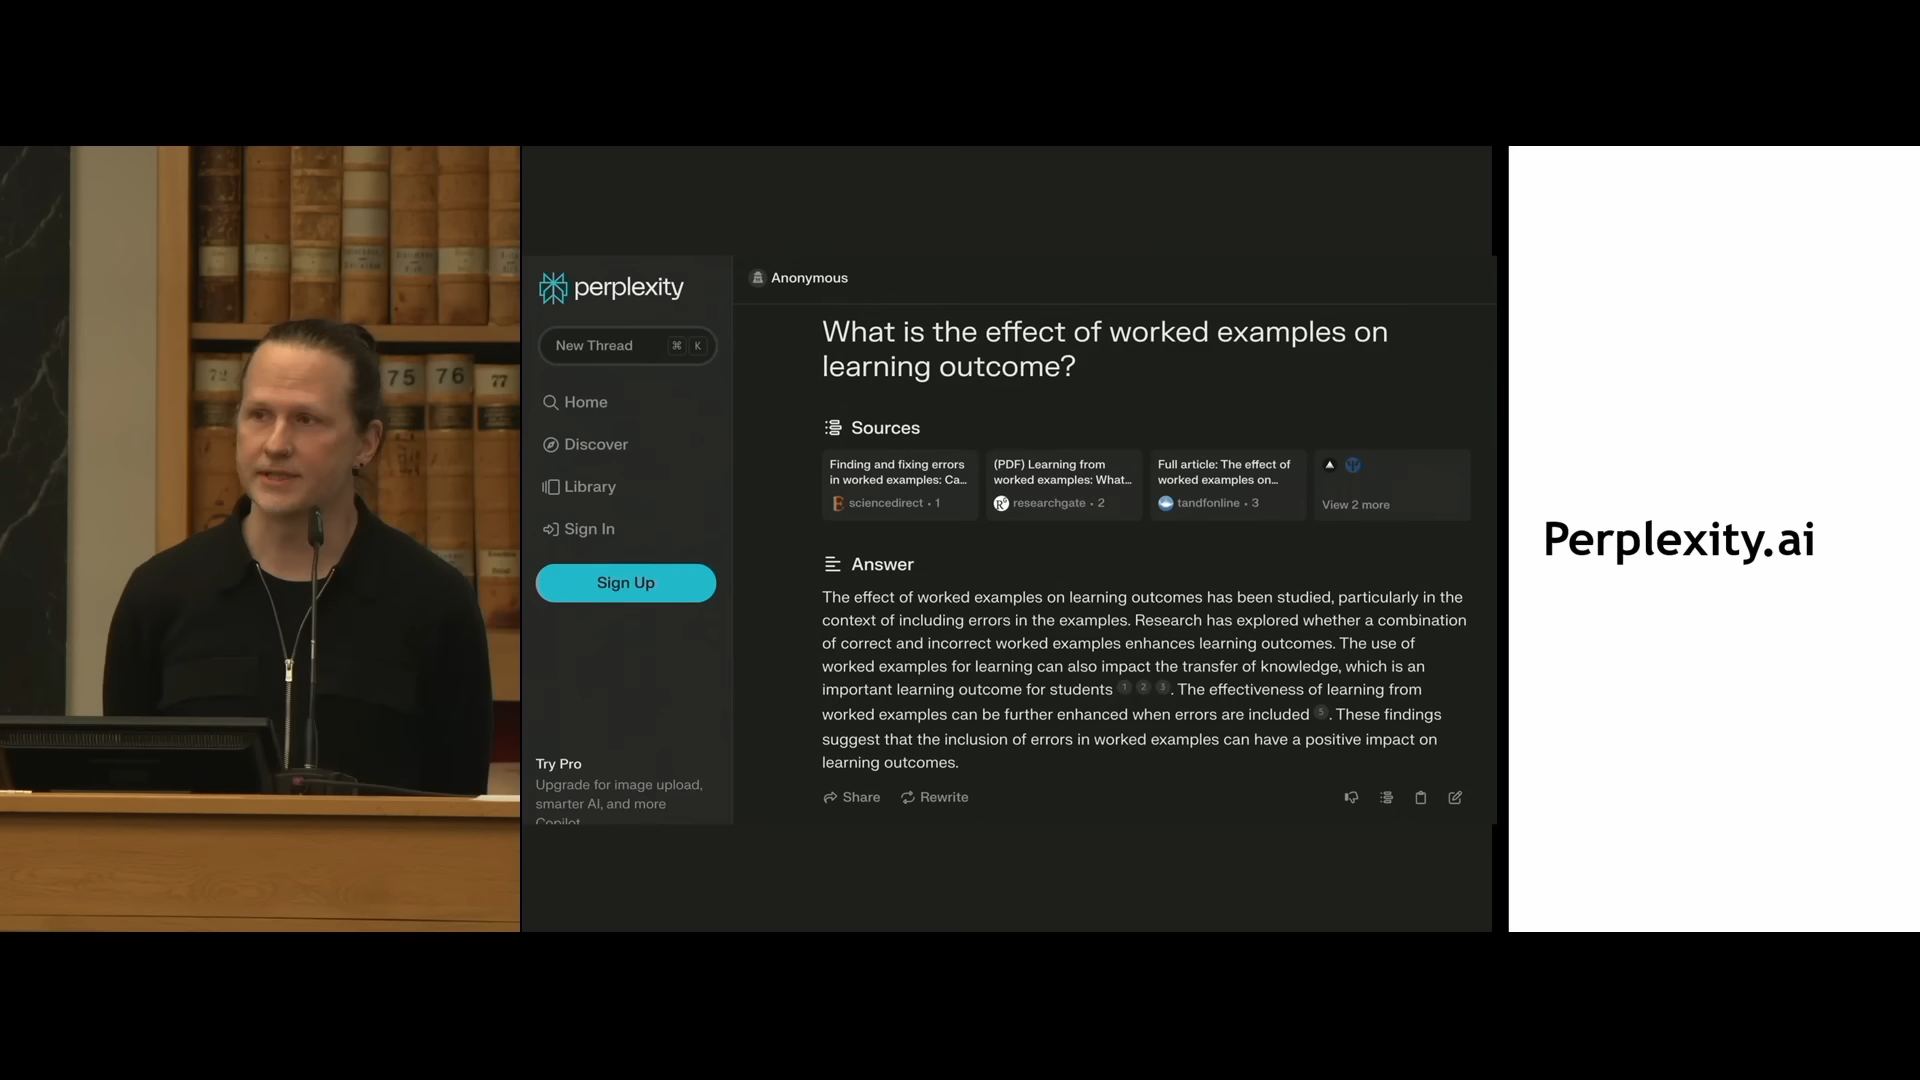 72
75
76
77
perplexity
New Thread
⌘ K
Home
Discover
Library
Sign In
Sign Up
Try Pro
Upgrade for image upload,
smarter AI, and more
Copilot
Anonymous
What is the effect of worked examples on
learning outcome?
Sources
Finding and fixing errors
in worked examples: Ca...
sciencedirect • 1
(PDF) Learning from
worked examples: What...
researchgate • 2
Full article: The effect of
worked examples on...
tandfonline • 3
View 2 more
Answer
The effect of worked examples on learning outcomes has been studied, particularly in the
context of including errors in the examples. Research has explored whether a combination
of correct and incorrect worked examples enhances learning outcomes. The use of
worked examples for learning can also impact the transfer of knowledge, which is an
important learning outcome for students 1 2 3. The effectiveness of learning from
worked examples can be further enhanced when errors are included 5. These findings
suggest that the inclusion of errors in worked examples can have a positive impact on
learning outcomes.
Share
Rewrite
Perplexity.ai